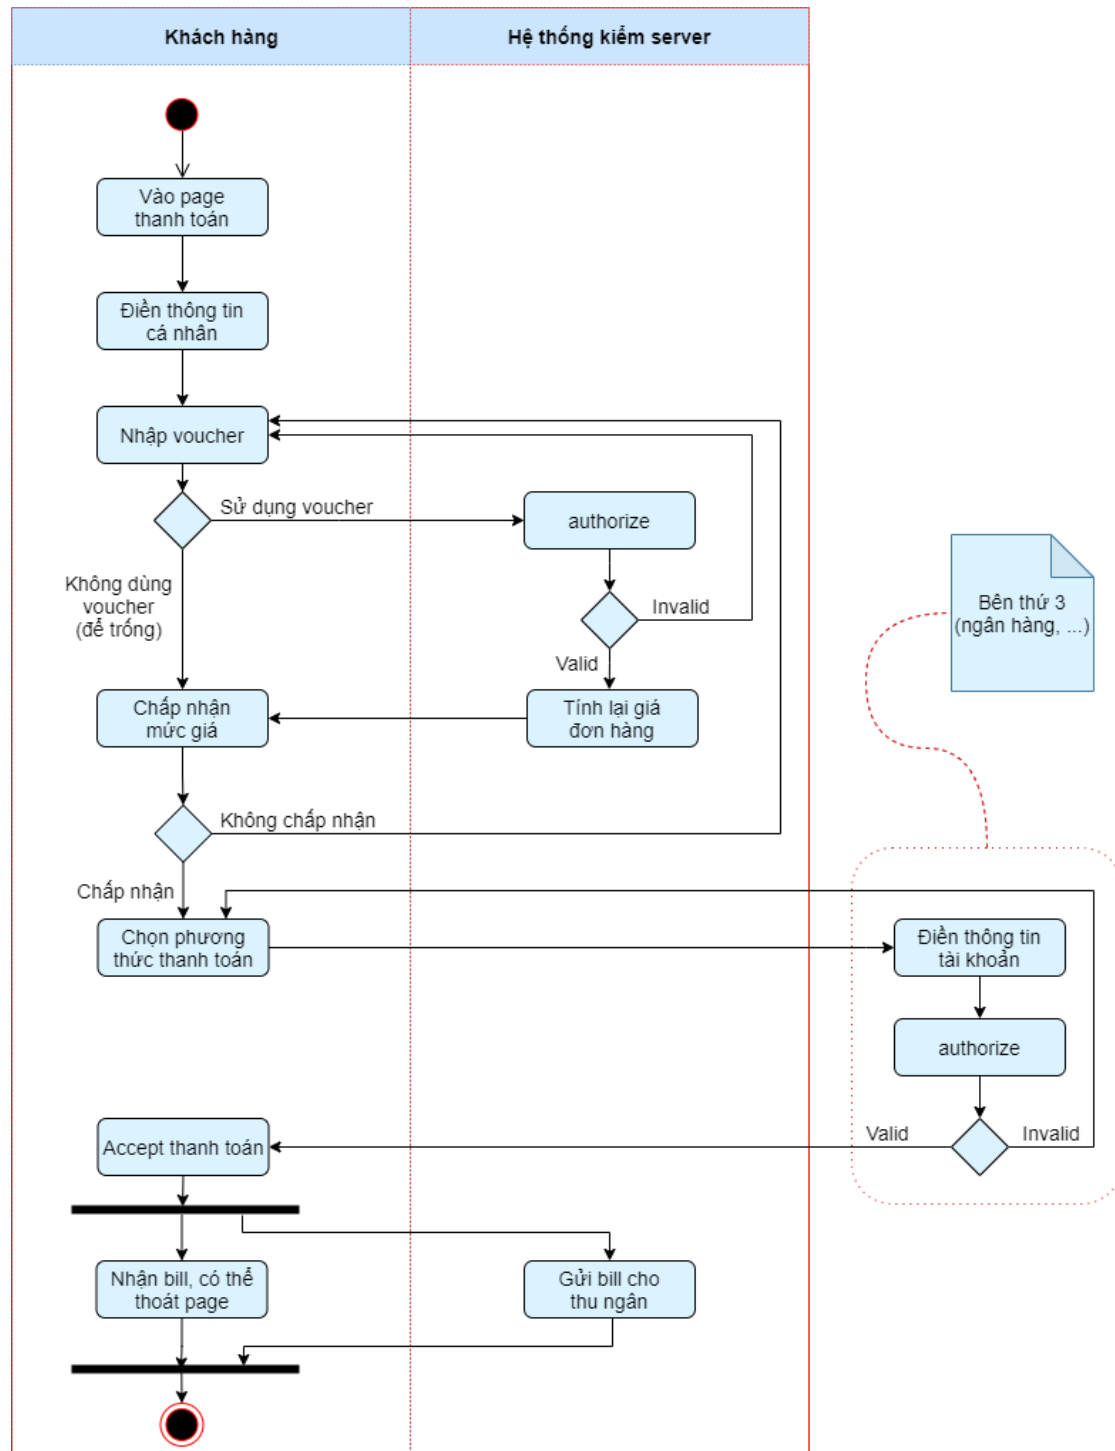 Khách hàng
Hệ thống kiểm server
Vào page
thanh toán
Điền thông tin
cá nhân
Nhập voucher
Sử dụng voucher
authorize
Không dùng
voucher
(để trống)
Invalid
Valid
Bên thứ 3
(ngân hàng, ...)
Chấp nhận
mức giá
Tính lại giá
đơn hàng
Không chấp nhận
Chấp nhận
Chọn phương
thức thanh toán
Điền thông tin
tài khoản
authorize
Valid
Invalid
Accept thanh toán
Nhận bill, có thể
thoát page
Gửi bill cho
thu ngân